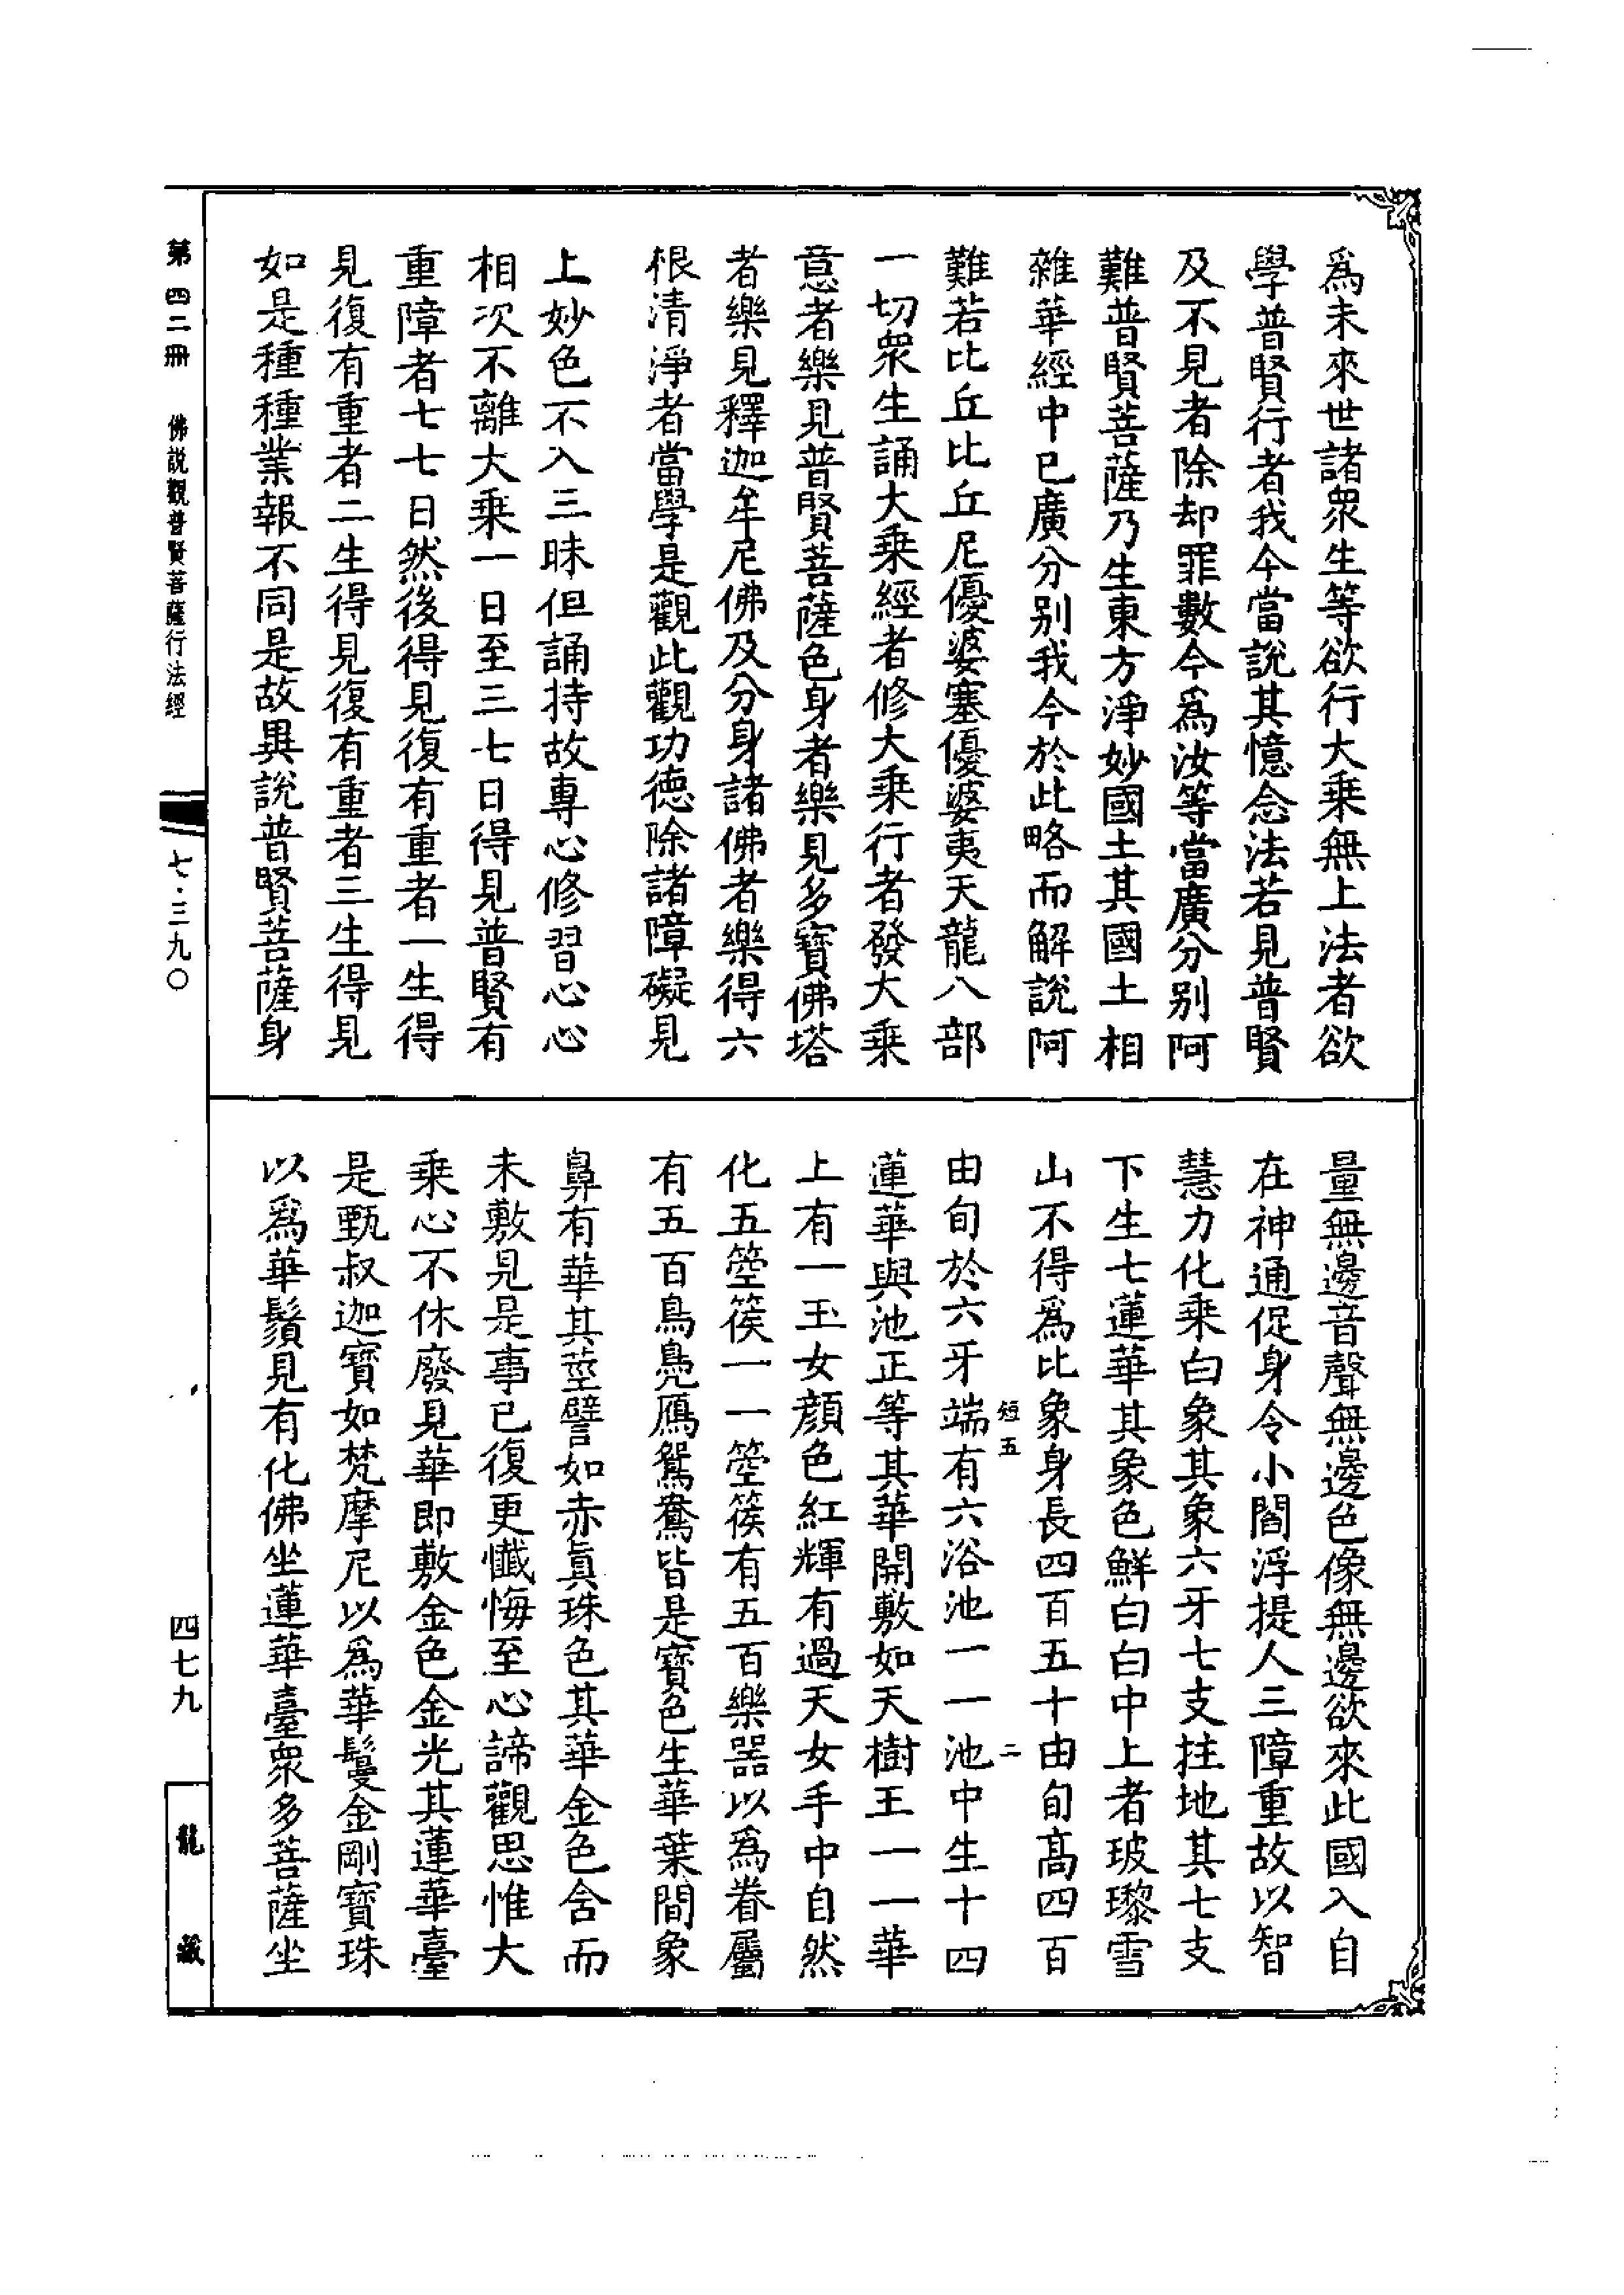 爲未來世諸衆生等欲行大乘無上法者欲
學普賢行者我今當說其憶念法若見普賢
及不見者除却罪數今爲汝等當廣分别阿
難普賢菩薩乃生東方淨妙國土其國土相
雜華經中已廣分别我今於此略而解說阿
難若比丘比丘尼優婆塞優婆夷天龍八部
一切衆生誦大乘經者修大乘行者發大乘
意者樂見普賢菩薩色身者樂見多寶佛塔
者樂見釋迦牟尼佛及分身諸佛者樂得六
根清淨者當學是觀此觀功德除諸障礙見
上妙色不入三昧但誦持故專心修習心心
相次不離大乘一日至三七日得見普賢有
重障者七七日然後得見復有重者一生得
見復有重者二生得見復有重者三生得見
如是種種業報不同是故異說普賢菩薩身
量無邊音聲無邊色像無邊欲來此國入自
在神通促身令小閻浮提人三障重故以智
慧力化乘白象其象六牙七支拄地其七支
下生七蓮華其象色鮮白白中上者玻瓈雪
山不得爲比象身長四百五十由旬高四百
短五 二
由旬於六牙端有六浴池一一池中生十四
蓮華與池正等其華開敷如天樹王一一華
上有一玉女顔色紅輝有過天女手中自然
化五箜篌一一箜篌有五百樂器以爲眷屬
有五百鳥鳧鴈鴛鴦皆是寶色生華葉間象
鼻有華其莖譬如赤眞珠色其華金色含而
未敷見是事已復更懺悔至心諦觀思惟大
乘心不休廢見華即敷金色金光其蓮華臺
是甄叔迦寶如梵摩尼以爲華鬘金剛寶珠
以爲華鬚見有化佛坐蓮華臺衆多菩薩坐
第四二冊 佛説觀普賢菩薩行法經
七·三九〇
四七九
龍藏